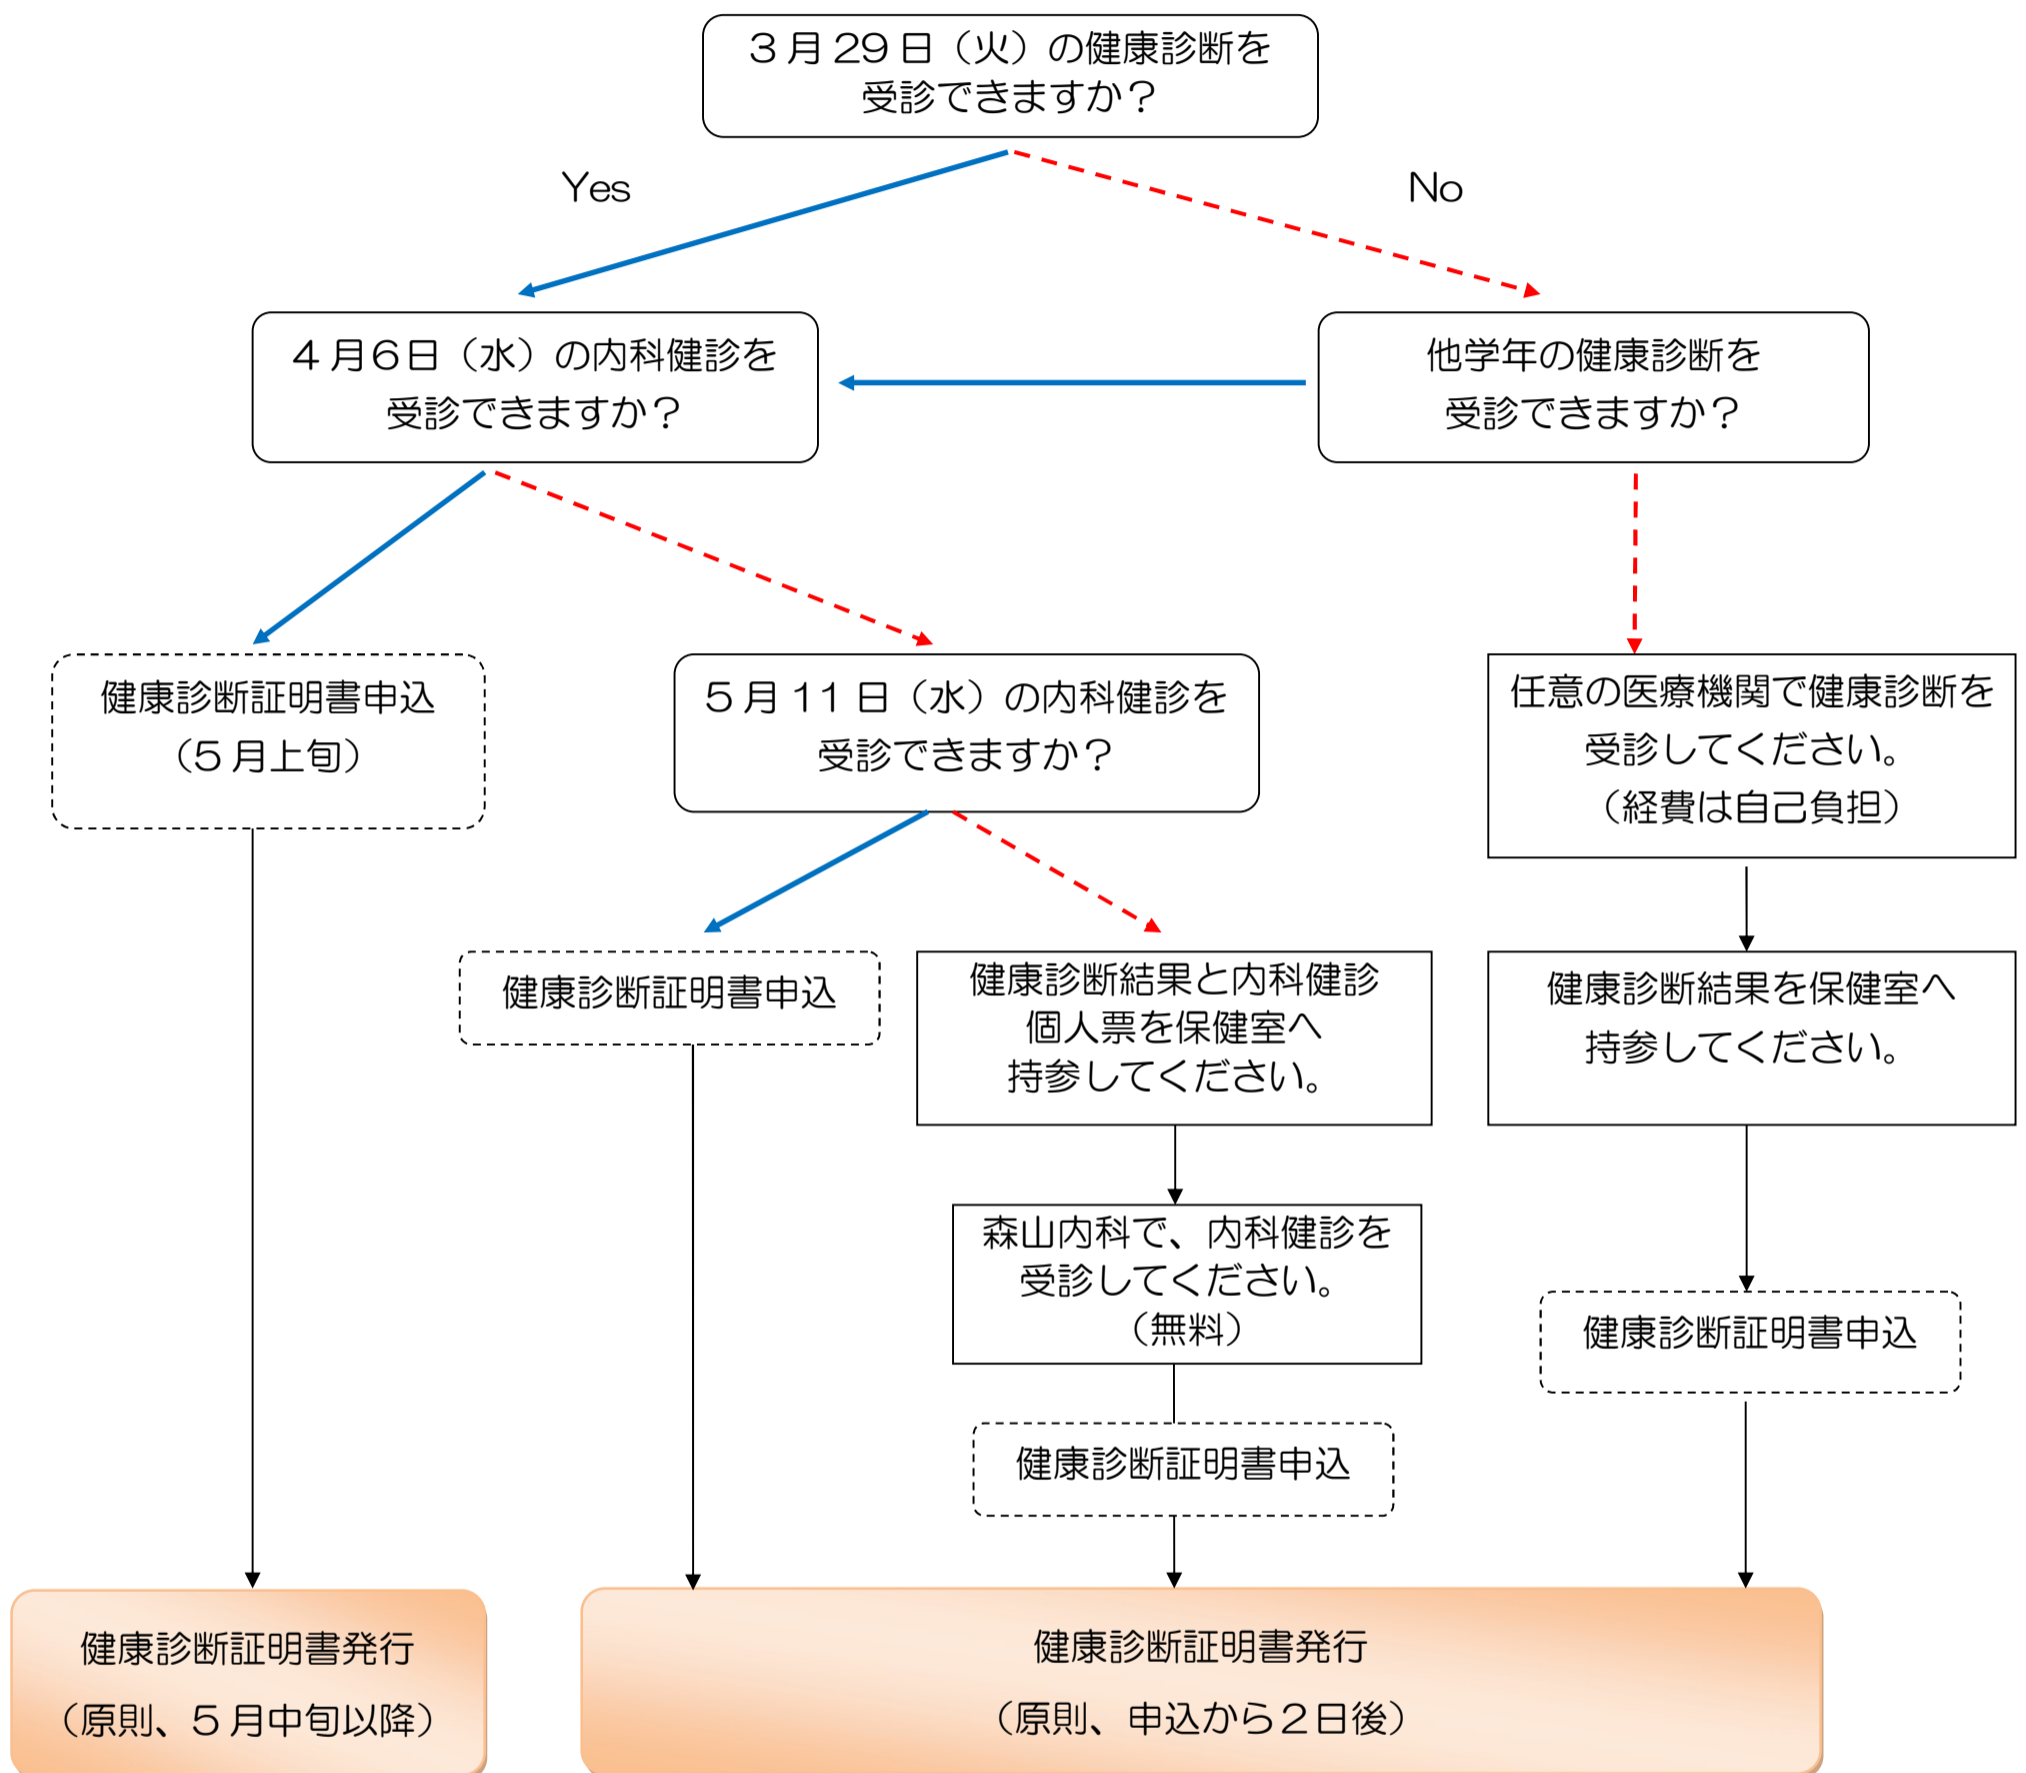 3月29日（火）の健康診断を
受診できますか？
Yes
No
4月6日（水）の内科健診を
受診できますか？
他学年の健康診断を
受診できますか？
健康診断証明書申込
（5月上旬）
5月11日（水）の内科健診を
受診できますか？
任意の医療機関で健康診断を
受診してください。
（経費は自己負担）
健康診断証明書申込
健康診断結果と内科健診
個人票を保健室へ
持参してください。
健康診断結果を保健室へ
持参してください。
森山内科で、内科健診を
受診してください。
（無料）
健康診断証明書申込
健康診断証明書申込
健康診断証明書発行
（原則、5月中旬以降）
健康診断証明書発行
（原則、申込から2日後）